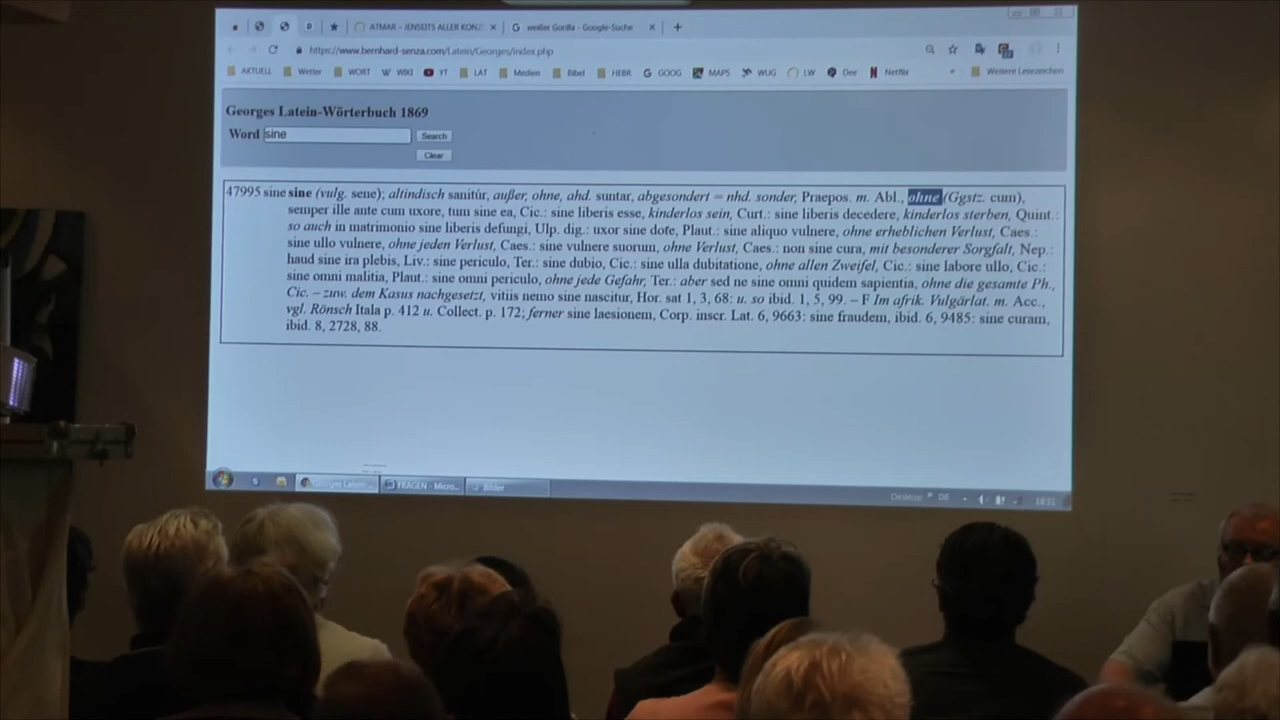 ATMAR – JENSEITS ALLER KONZ
weißer Gorilla - Google-Suche
https://www.bernhard-senza.com/Latein/Georges/index.php
AKTUELL Wetter WORT WIKI YT LAT Medien Bibel HEBR GOOG MAPS WUG LW Dee Netflix » Weitere Lesezeichen
Georges Latein-Wörterbuch 1869
Word sine Search
Clear
47995 sine sine (vulg. sene); altindisch sanitúr, außer, ohne, ahd. suntar, abgesondert = nhd. sonder, Praepos. m. Abl., ohne (Ggstz. cum),
semper ille ante cum uxore, tum sine ea, Cic.: sine liberis esse, kinderlos sein, Curt.: sine liberis decedere, kinderlos sterben, Quint.:
so auch in matrimonio sine liberis defungi, Ulp. dig.: uxor sine dote, Plaut.: sine aliquo vulnere, ohne erheblichen Verlust, Caes.:
sine ullo vulnere, ohne jeden Verlust, Caes.: sine vulnere suorum, ohne Verlust, Caes.: non sine cura, mit besonderer Sorgfalt, Nep.:
haud sine ira plebis, Liv.: sine periculo, Ter.: sine dubio, Cic.: sine ulla dubitatione, ohne allen Zweifel, Cic.: sine labore ullo, Cic.:
sine omni malitia, Plaut.: sine omni periculo, ohne jede Gefahr, Ter.: aber sed ne sine omni quidem sapientia, ohne die gesamte Ph.,
Cic. – zuw. dem Kasus nachgesetzt, vitiis nemo sine nascitur, Hor. sat 1, 3, 68: u. so ibid. 1, 5, 99. – F Im afrik. Vulgärlat. m. Acc.,
vgl. Rönsch Itala p. 412 u. Collect. p. 172; ferner sine laesionem, Corp. inscr. Lat. 6, 9663: sine fraudem, ibid. 6, 9485: sine curam,
ibid. 8, 2728, 88.
Georges Latein- FRAGEN - Micro... Bilder Desktop » DE 18:51